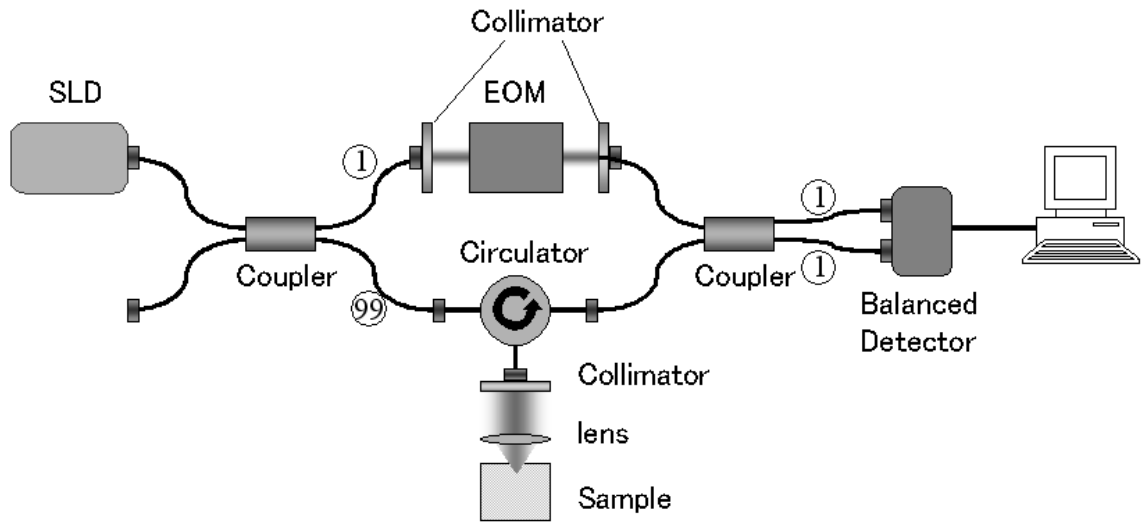 Collimator
SLD
EOM
1
1
Coupler
Circulator
Coupler
1
99
Balanced
Detector
Collimator
lens
Sample